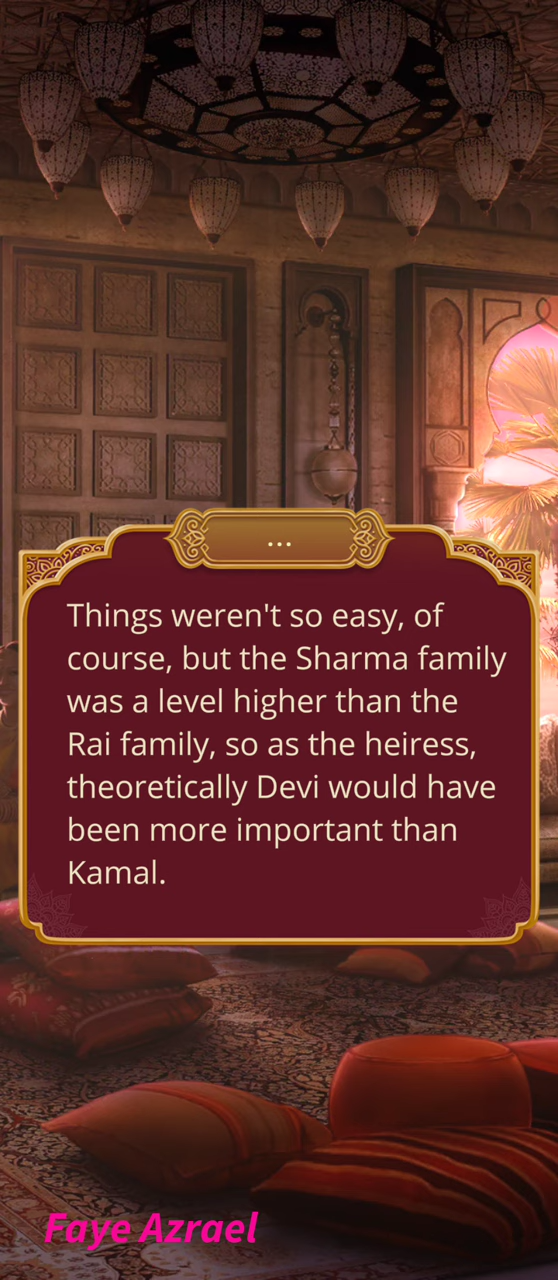 ...
Things weren't so easy, of
course, but the Sharma family
was a level higher than the
Rai family, so as the heiress,
theoretically Devi would have
been more important than
Kamal.
Faye Azrael